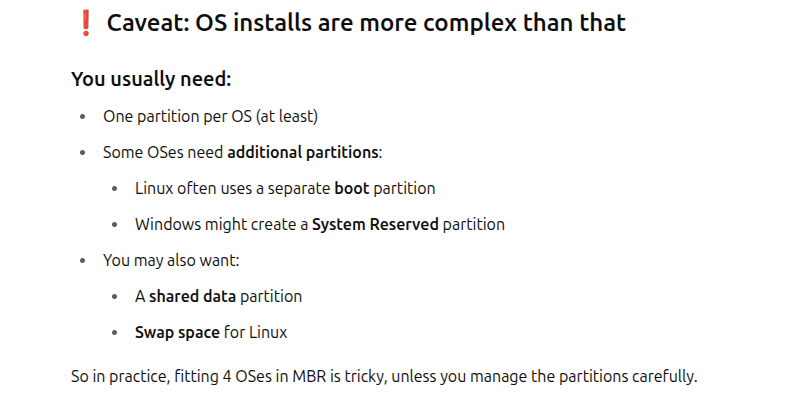 ❗ Caveat: OS installs are more complex than that
You usually need:
• One partition per OS (at least)
• Some OSes need additional partitions:
• Linux often uses a separate boot partition
• Windows might create a System Reserved partition
• You may also want:
• A shared data partition
• Swap space for Linux
So in practice, fitting 4 OSes in MBR is tricky, unless you manage the partitions carefully.